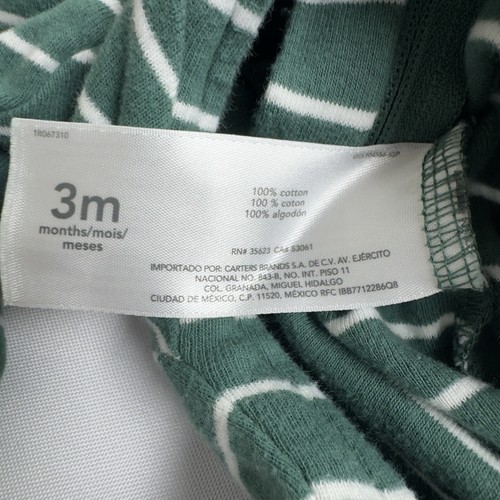 18067310
3m
months/mois/
meses
100% cotton
100 % coton
100% algodón
RN# 35623 CA# 53061
IMPORTADO POR: CARTERS BRANDS S.A. DE C.V. AV. EJÉRCITO
NACIONAL NO. 843-B, NO. INT. PISO 11
COL. GRANADA, MIGUEL HIDALGO
CIUDAD DE MÉXICO, C.P. 11520, MÉXICO RFC IBB7712286Q8